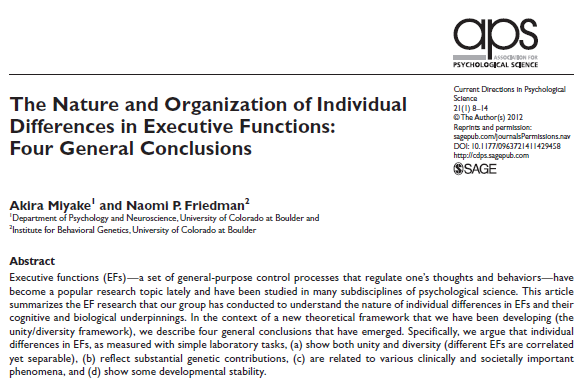 aps
ASSOCIATION FOR
PSYCHOLOGICAL SCIENCE
The Nature and Organization of Individual
Differences in Executive Functions:
Four General Conclusions
Current Directions in Psychological
Science
21(1) 8–14
© The Author(s) 2012
Reprints and permission:
sagepub.com/journalsPermissions.nav
DOI: 10.1177/0963721411429458
http://cdps.sagepub.com
SAGE
Akira Miyake1 and Naomi P. Friedman2
1Department of Psychology and Neuroscience, University of Colorado at Boulder and
2Institute for Behavioral Genetics, University of Colorado at Boulder
Abstract
Executive functions (EFs)—a set of general-purpose control processes that regulate one's thoughts and behaviors—have
become a popular research topic lately and have been studied in many subdisciplines of psychological science. This article
summarizes the EF research that our group has conducted to understand the nature of individual differences in EFs and their
cognitive and biological underpinnings. In the context of a new theoretical framework that we have been developing (the
unity/diversity framework), we describe four general conclusions that have emerged. Specifically, we argue that individual
differences in EFs, as measured with simple laboratory tasks, (a) show both unity and diversity (different EFs are correlated
yet separable), (b) reflect substantial genetic contributions, (c) are related to various clinically and societally important
phenomena, and (d) show some developmental stability.